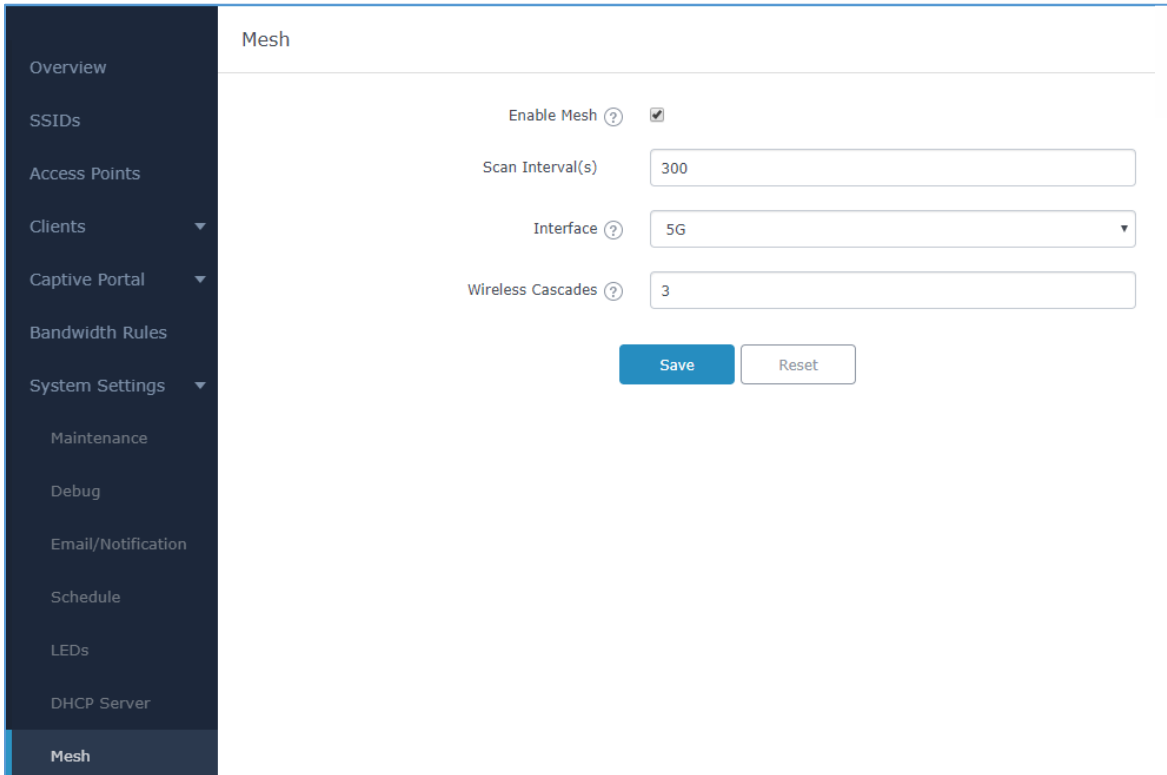 Overview
SSIDs
Access Points
Clients
Captive Portal
Bandwidth Rules
System Settings
Maintenance
Debug
Email/Notification
Schedule
LEDs
DHCP Server
Mesh
Mesh
Enable Mesh ?
Scan Interval(s) 300
Interface ? 5G
Wireless Cascades ? 3
Save Reset